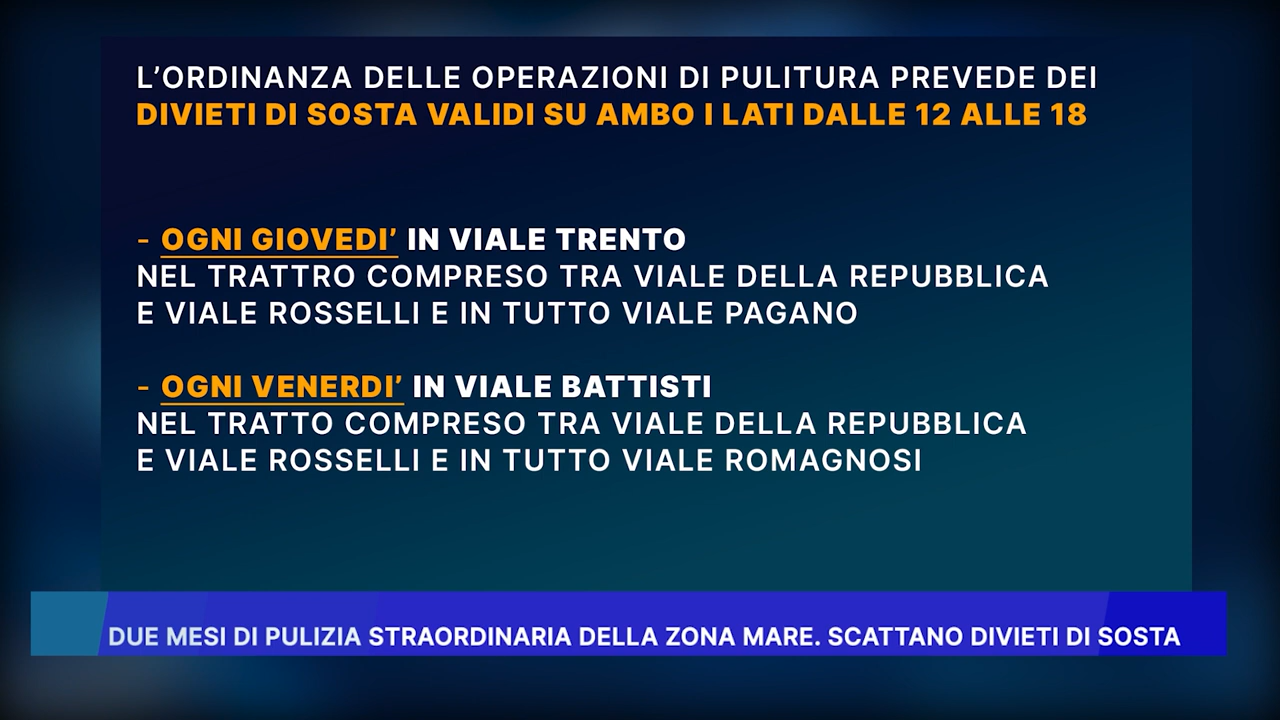 L’ORDINANZA DELLE OPERAZIONI DI PULITURA PREVEDE DEI
DIVIETI DI SOSTA VALIDI SU AMBO I LATI DALLE 12 ALLE 18
- OGNI GIOVEDI’ IN VIALE TRENTO
NEL TRATTRO COMPRESO TRA VIALE DELLA REPUBBLICA
E VIALE ROSSELLI E IN TUTTO VIALE PAGANO
- OGNI VENERDI’ IN VIALE BATTISTI
NEL TRATTO COMPRESO TRA VIALE DELLA REPUBBLICA
E VIALE ROSSELLI E IN TUTTO VIALE ROMAGNOSI
DUE MESI DI PULIZIA STRAORDINARIA DELLA ZONA MARE. SCATTANO DIVIETI DI SOSTA